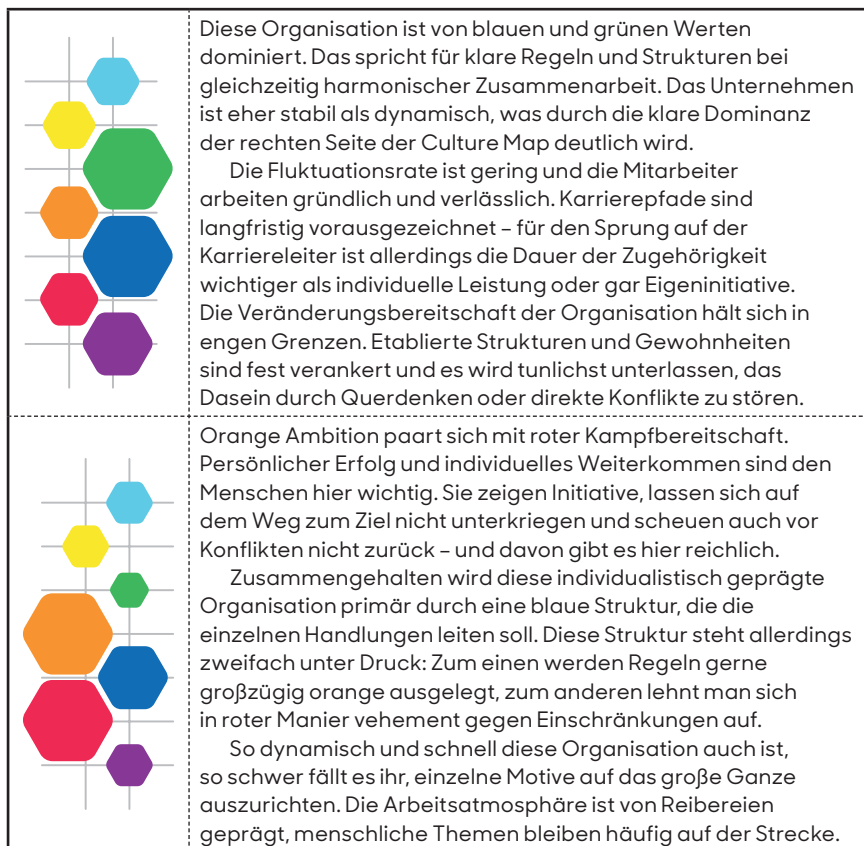 Diese Organisation ist von blauen und grünen Werten
dominiert. Das spricht für klare Regeln und Strukturen bei
gleichzeitig harmonischer Zusammenarbeit. Das Unternehmen
ist eher stabil als dynamisch, was durch die klare Dominanz
der rechten Seite der Culture Map deutlich wird.
Die Fluktuationsrate ist gering und die Mitarbeiter
arbeiten gründlich und verlässlich. Karrierepfade sind
langfristig vorausgezeichnet – für den Sprung auf der
Karriereleiter ist allerdings die Dauer der Zugehörigkeit
wichtiger als individuelle Leistung oder gar Eigeninitiative.
Die Veränderungsbereitschaft der Organisation hält sich in
engen Grenzen. Etablierte Strukturen und Gewohnheiten
sind fest verankert und es wird tunlichst unterlassen, das
Dasein durch Querdenken oder direkte Konflikte zu stören.
Orange Ambition paart sich mit roter Kampfbereitschaft.
Persönlicher Erfolg und individuelles Weiterkommen sind den
Menschen hier wichtig. Sie zeigen Initiative, lassen sich auf
dem Weg zum Ziel nicht unterkriegen und scheuen auch vor
Konflikten nicht zurück – und davon gibt es hier reichlich.
Zusammengehalten wird diese individualistisch geprägte
Organisation primär durch eine blaue Struktur, die die
einzelnen Handlungen leiten soll. Diese Struktur steht allerdings
zweifach unter Druck: Zum einen werden Regeln gerne
großzügig orange ausgelegt, zum anderen lehnt man sich
in roter Manier vehement gegen Einschränkungen auf.
So dynamisch und schnell diese Organisation auch ist,
so schwer fällt es ihr, einzelne Motive auf das große Ganze
auszurichten. Die Arbeitsatmosphäre ist von Reibereien
geprägt, menschliche Themen bleiben häufig auf der Strecke.